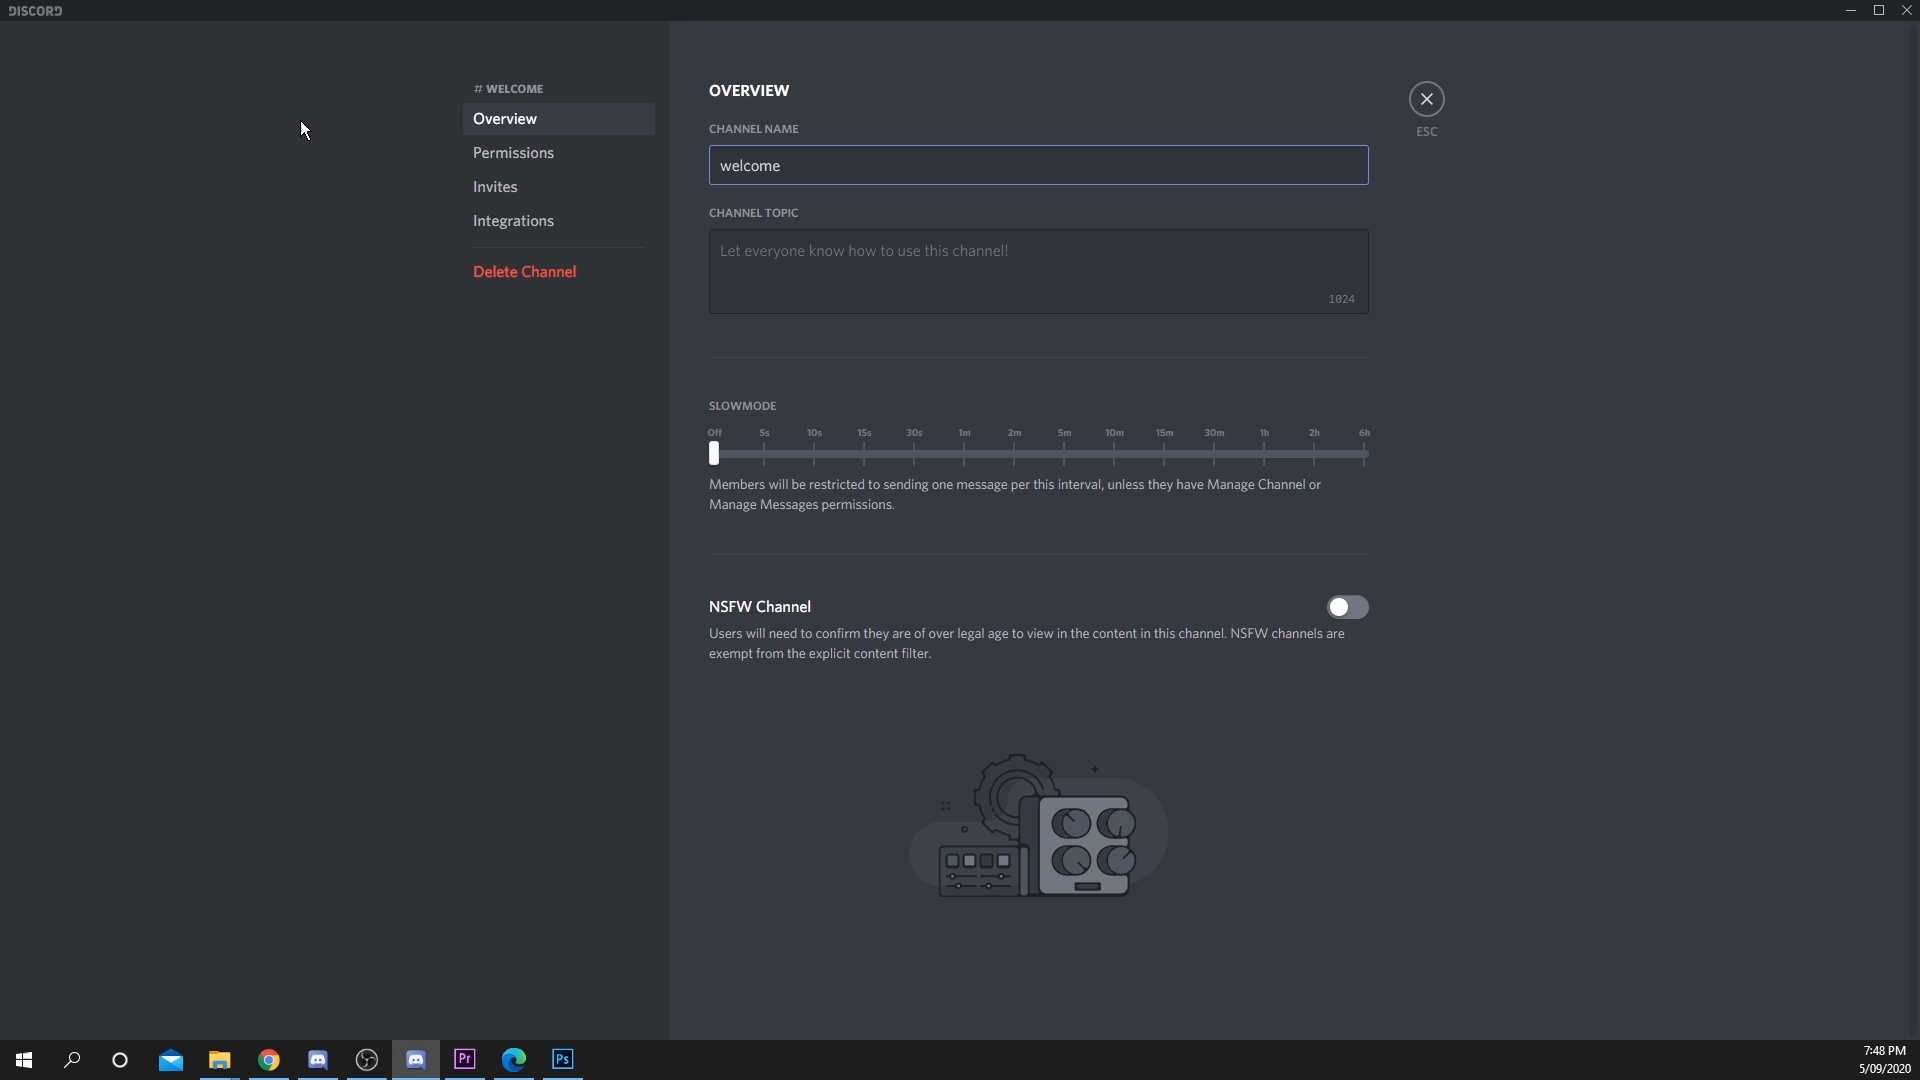 DISCORD
# WELCOME
Overview
Permissions
Invites
Integrations
Delete Channel
OVERVIEW
CHANNEL NAME
welcome
CHANNEL TOPIC
Let everyone know how to use this channel!
1024
SLOWMODE
Off 5s 10s 15s 30s 1m 2m 5m 10m 15m 30m 1h 2h 6h
Members will be restricted to sending one message per this interval, unless they have Manage Channel or
Manage Messages permissions.
NSFW Channel
Users will need to confirm they are of over legal age to view in the content in this channel. NSFW channels are
exempt from the explicit content filter.
ESC
Pr
Ps
7:48 PM
5/09/2020